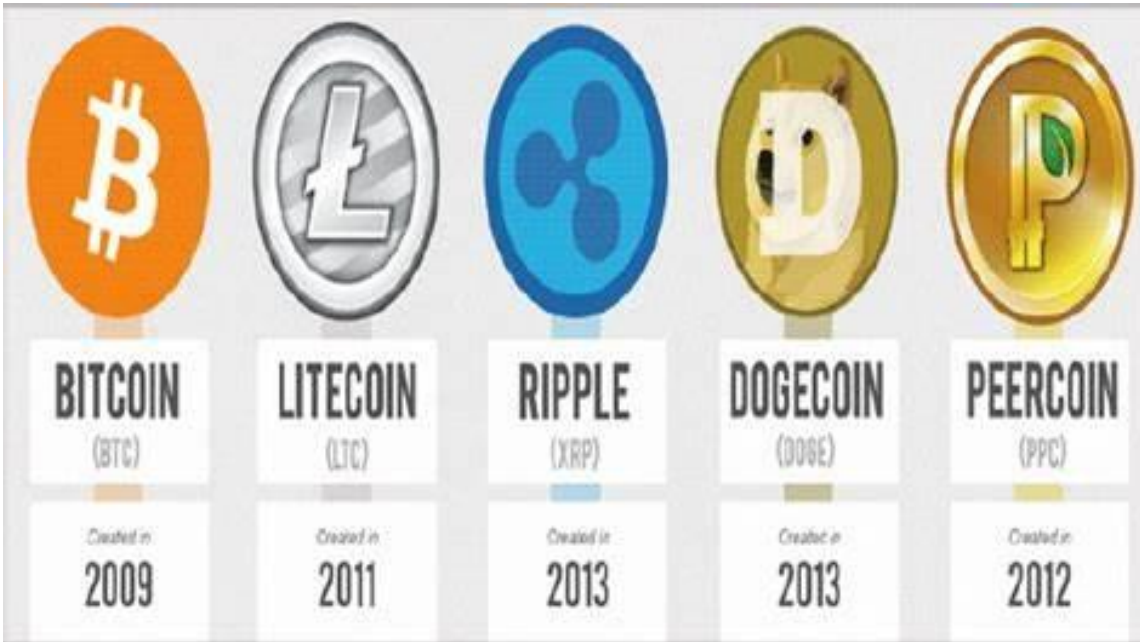 BITCOIN
(BTC)
Created in
2009
LITECOIN
(LTC)
Created in
2011
RIPPLE
(XRP)
Created in
2013
DOGECOIN
(DOGE)
Created in
2013
PEERCOIN
(PPC)
Created in
2012